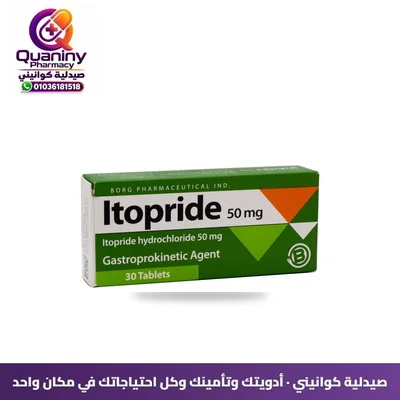 Quaniny
Pharmacy
صيدلية كوانيني
01036181518
BORG PHARMACEUTICAL IND.
Itopride 50 mg
Itopride hydrochloride 50 mg
Gastroprokinetic Agent
30 Tablets
B
صيدلية كوانيني - أدويتك وتأمينك وكل احتياجاتك في مكان واحد